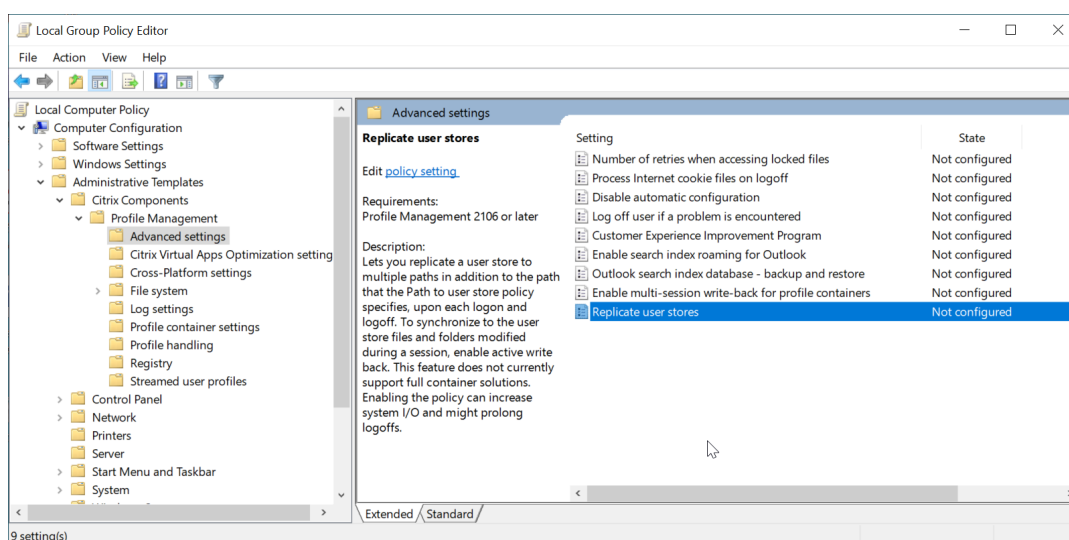 Local Group Policy Editor
File Action View Help
Local Computer Policy
Computer Configuration
Software Settings
Windows Settings
Administrative Templates
Citrix Components
Profile Management
Advanced settings
Citrix Virtual Apps Optimization setting
Cross-Platform settings
File system
Log settings
Profile container settings
Profile handling
Registry
Streamed user profiles
Control Panel
Network
Printers
Server
Start Menu and Taskbar
System
Advanced settings
Replicate user stores
Edit policy setting
Requirements:
Profile Management 2106 or later
Description:
Lets you replicate a user store to
multiple paths in addition to the path
that the Path to user store policy
specifies, upon each logon and
logoff. To synchronize to the user
store files and folders modified
during a session, enable active write
back. This feature does not currently
support full container solutions.
Enabling the policy can increase
system I/O and might prolong
logoffs.
Setting State
Number of retries when accessing locked files Not configured
Process Internet cookie files on logoff Not configured
Disable automatic configuration Not configured
Log off user if a problem is encountered Not configured
Customer Experience Improvement Program Not configured
Enable search index roaming for Outlook Not configured
Outlook search index database - backup and restore Not configured
Enable multi-session write-back for profile containers Not configured
Replicate user stores Not configured
Extended Standard
9 setting(s)